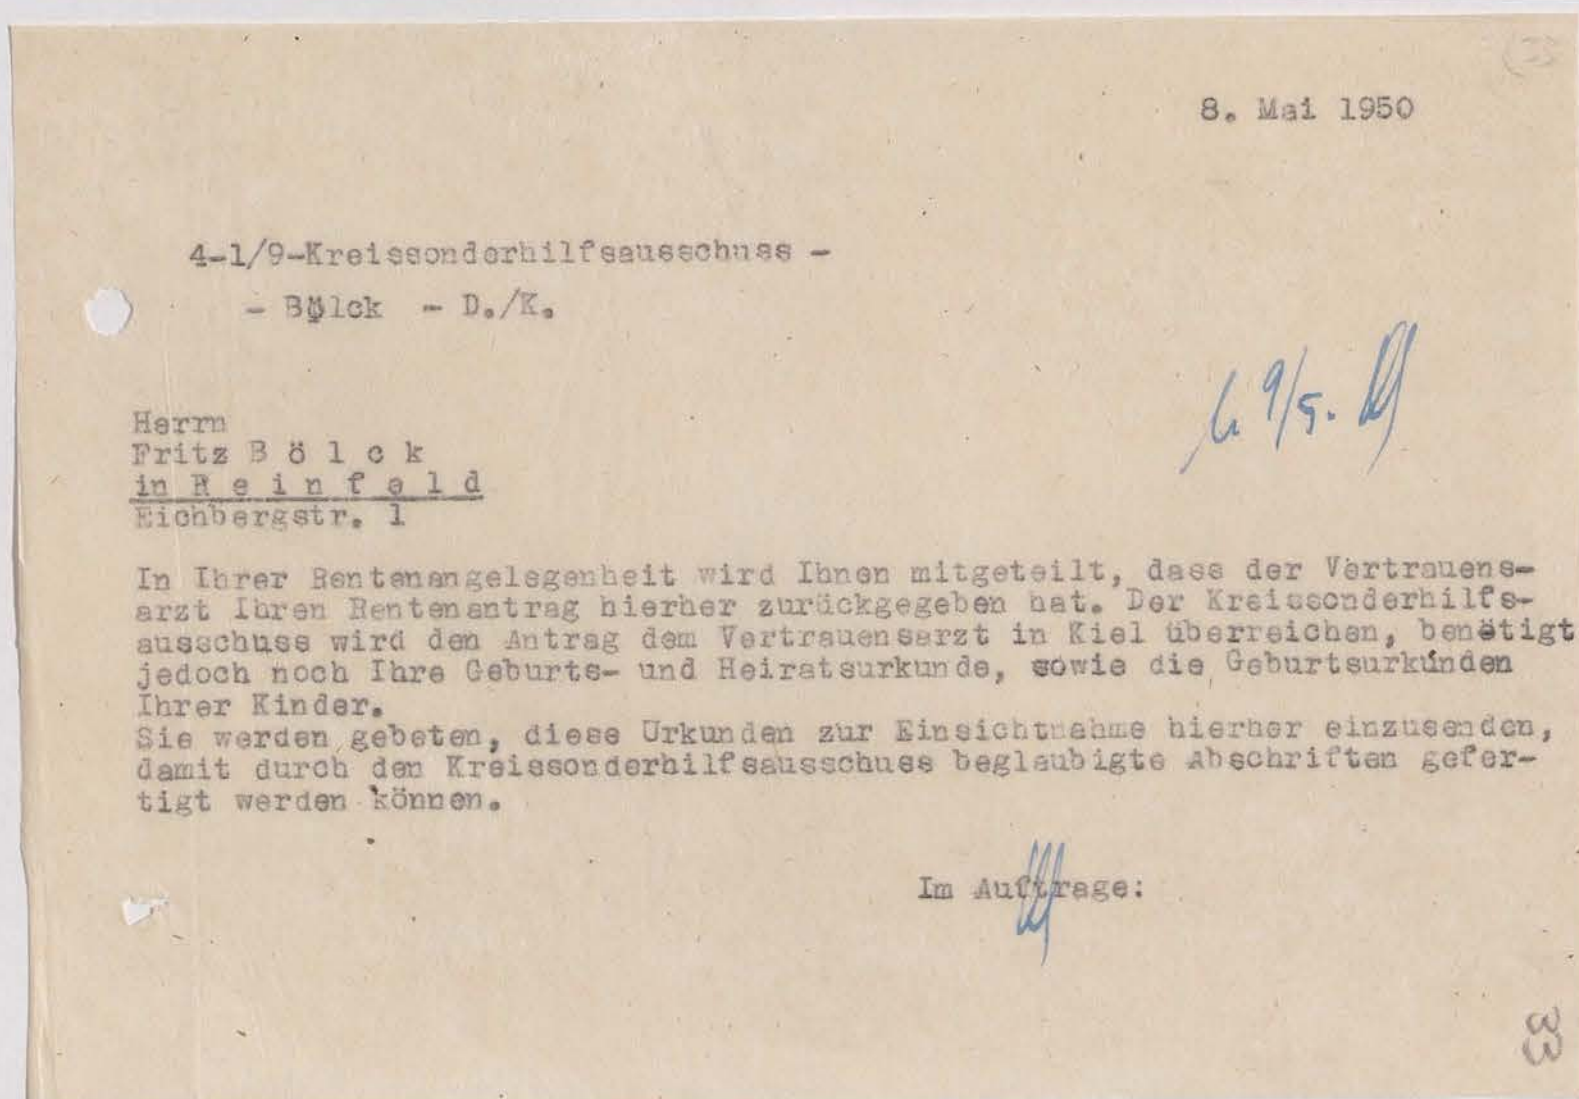 8. Mai 1950
4-1/9-Kreissonderhilfsausschuss -
- Bölck - D./K.
9/5.
Herrn
Fritz B ö l c k
in R e i n f e l d
Eichbergstr. 1
In Ihrer Rentenangelegenheit wird Ihnen mitgeteilt, dass der Vertrauens-
arzt Ihren Rentenantrag hierher zurückgegeben hat. Der Kreissonderhilfs-
ausschuss wird den Antrag dem Vertrauensarzt in Kiel überreichen, benötigt
jedoch noch Ihre Geburts- und Heiratsurkunde, sowie die Geburtsurkunden
Ihrer Kinder.
Sie werden gebeten, diese Urkunden zur Einsichtnahme hierher einzusenden,
damit durch den Kreissonderhilfsausschuss beglaubigte Abschriften gefer-
tigt werden können.
Im Auftrage:
33